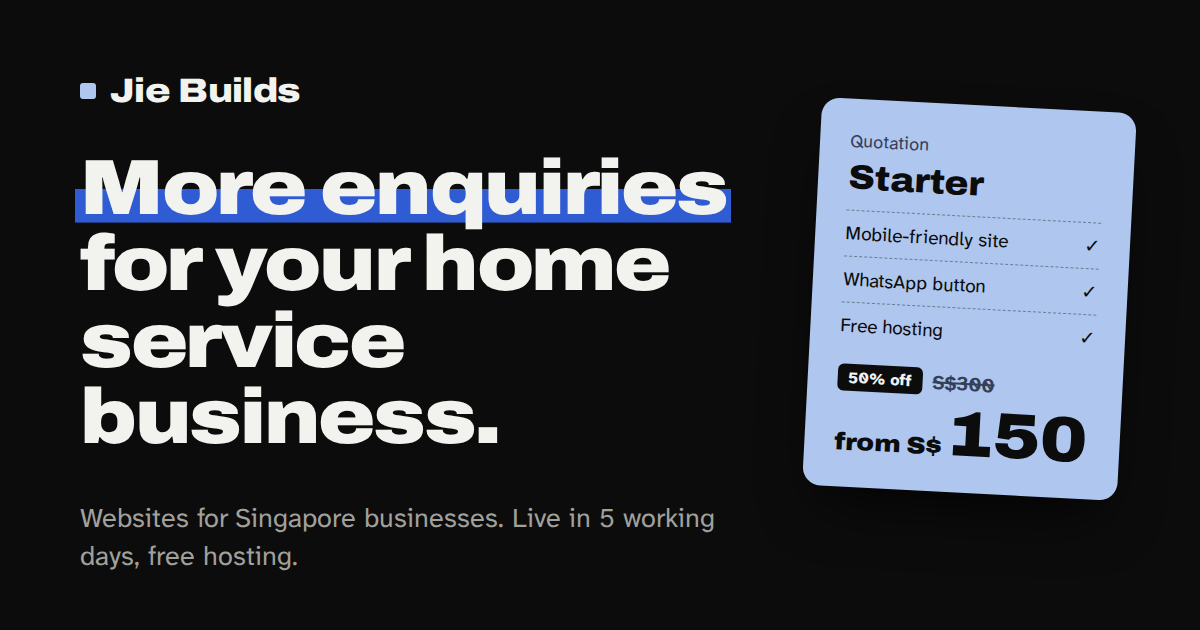 Jie Builds
More enquiries
for your home
service
business.
Websites for Singapore businesses. Live in 5 working
days, free hosting.
Quotation
Starter
Mobile-friendly site ✓
WhatsApp button ✓
Free hosting ✓
50% off S$300
from S$ 150